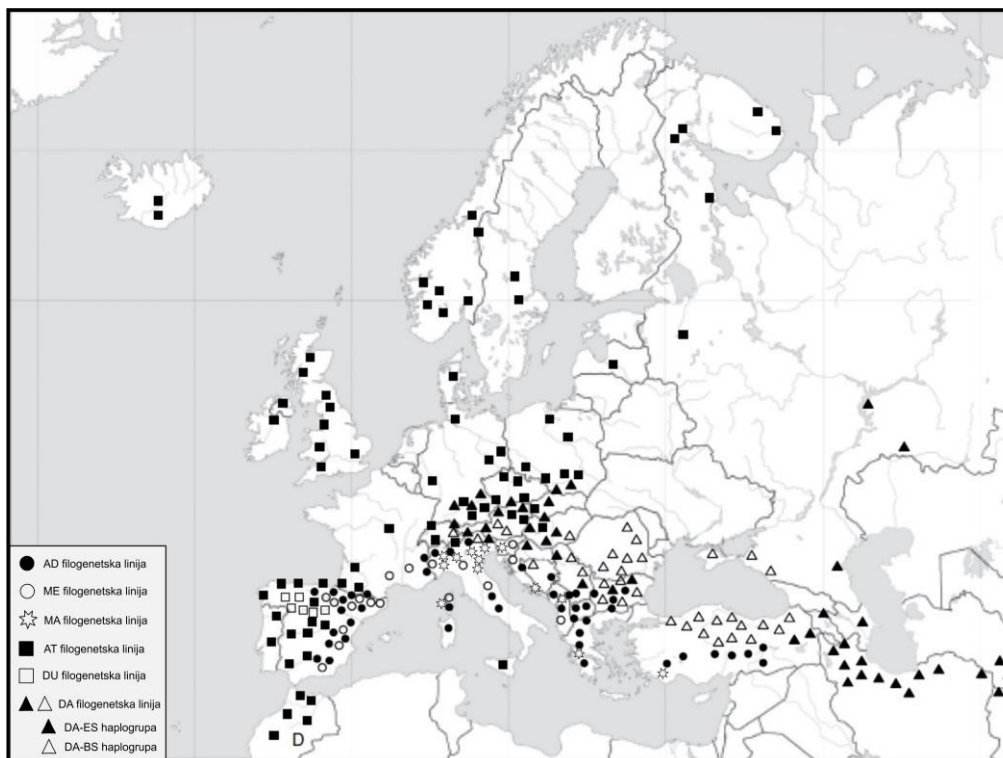 D
AD filogenetska linija
ME filogenetska linija
MA filogenetska linija
AT filogenetska linija
DU filogenetska linija
DA filogenetska linija
DA-ES haplogrupa
DA-BS haplogrupa